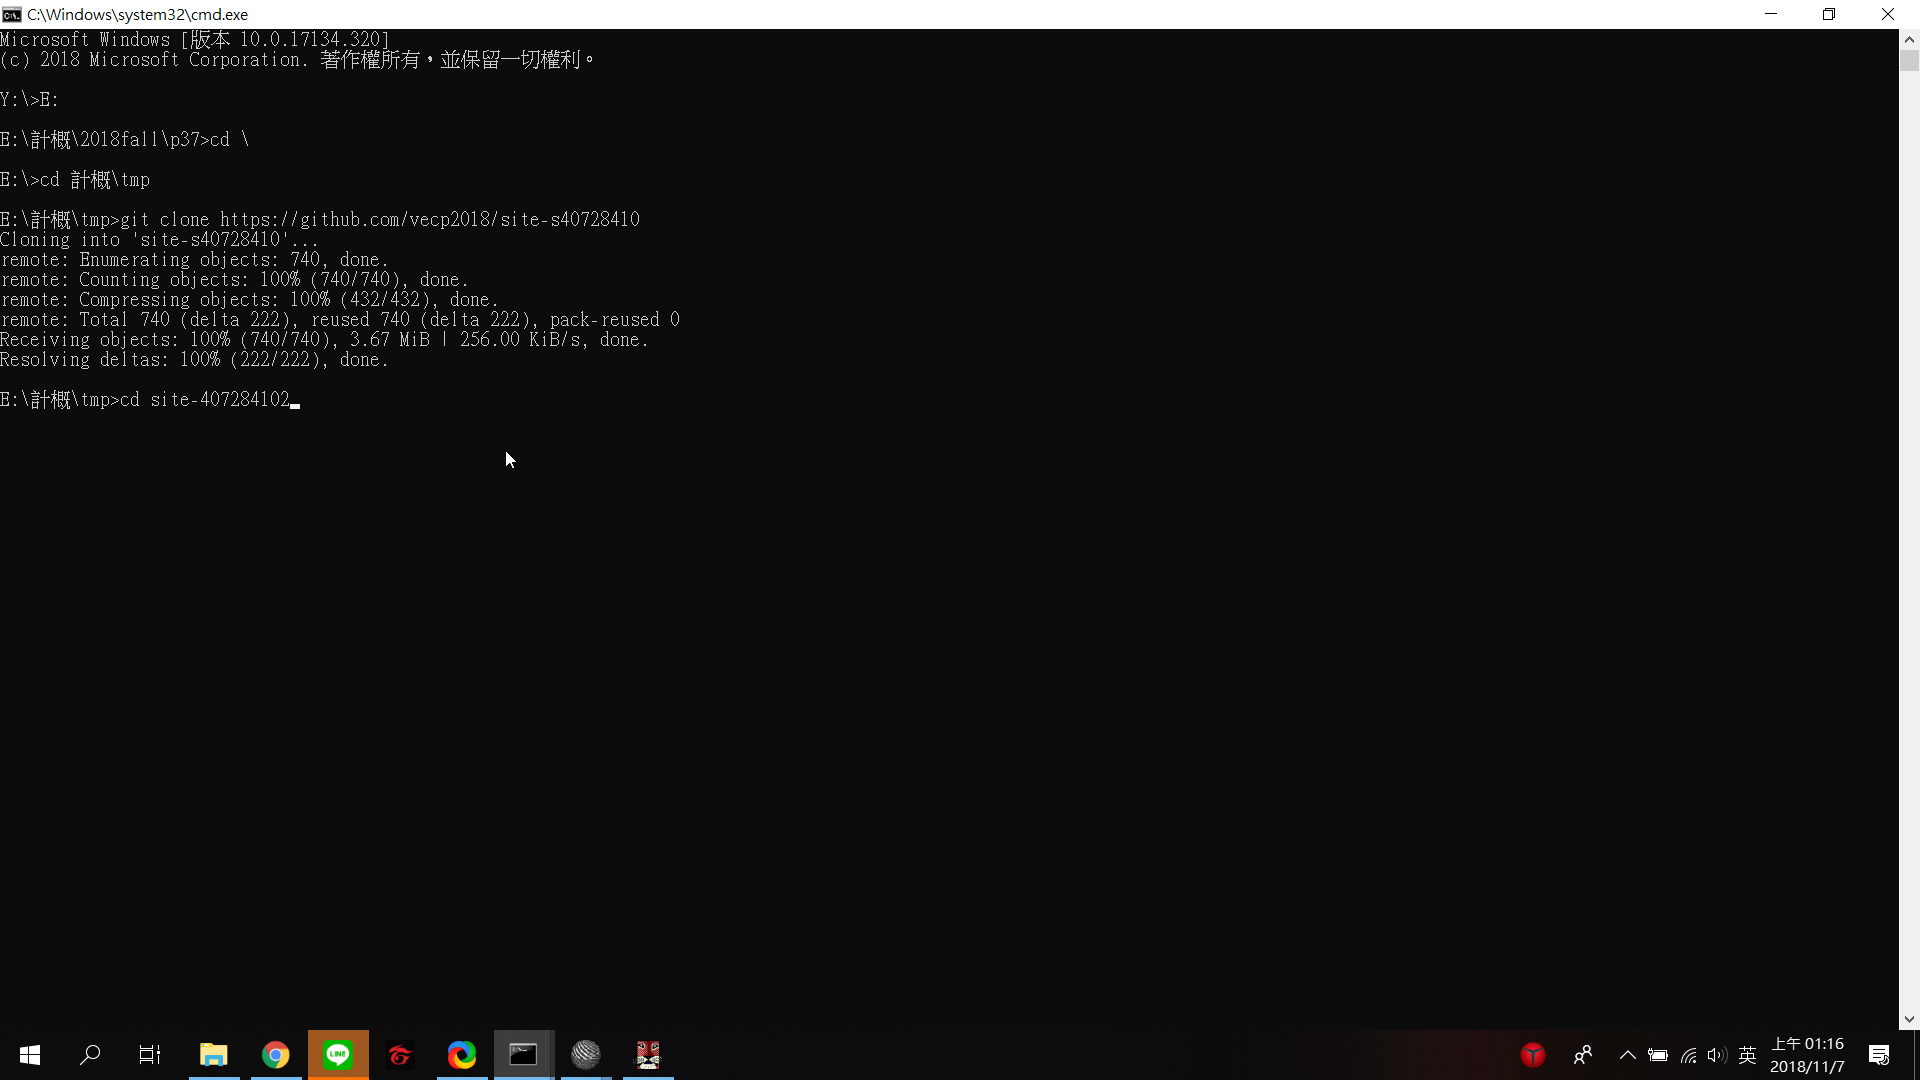 C:\Windows\system32\cmd.exe
Microsoft Windows [版本 10.0.17134.320]
(c) 2018 Microsoft Corporation. 著作權所有，並保留一切權利。
Y:\>E:
E:\計概\2018fall\p37>cd \
E:\>cd 計概\tmp
E:\計概\tmp>git clone https://github.com/vecp2018/site-s40728410
Cloning into 'site-s40728410'...
remote: Enumerating objects: 740, done.
remote: Counting objects: 100% (740/740), done.
remote: Compressing objects: 100% (432/432), done.
remote: Total 740 (delta 222), reused 740 (delta 222), pack-reused 0
Receiving objects: 100% (740/740), 3.67 MiB | 256.00 KiB/s, done.
Resolving deltas: 100% (222/222), done.
E:\計概\tmp>cd site-407284102
LINE
英
上午 01:16
2018/11/7